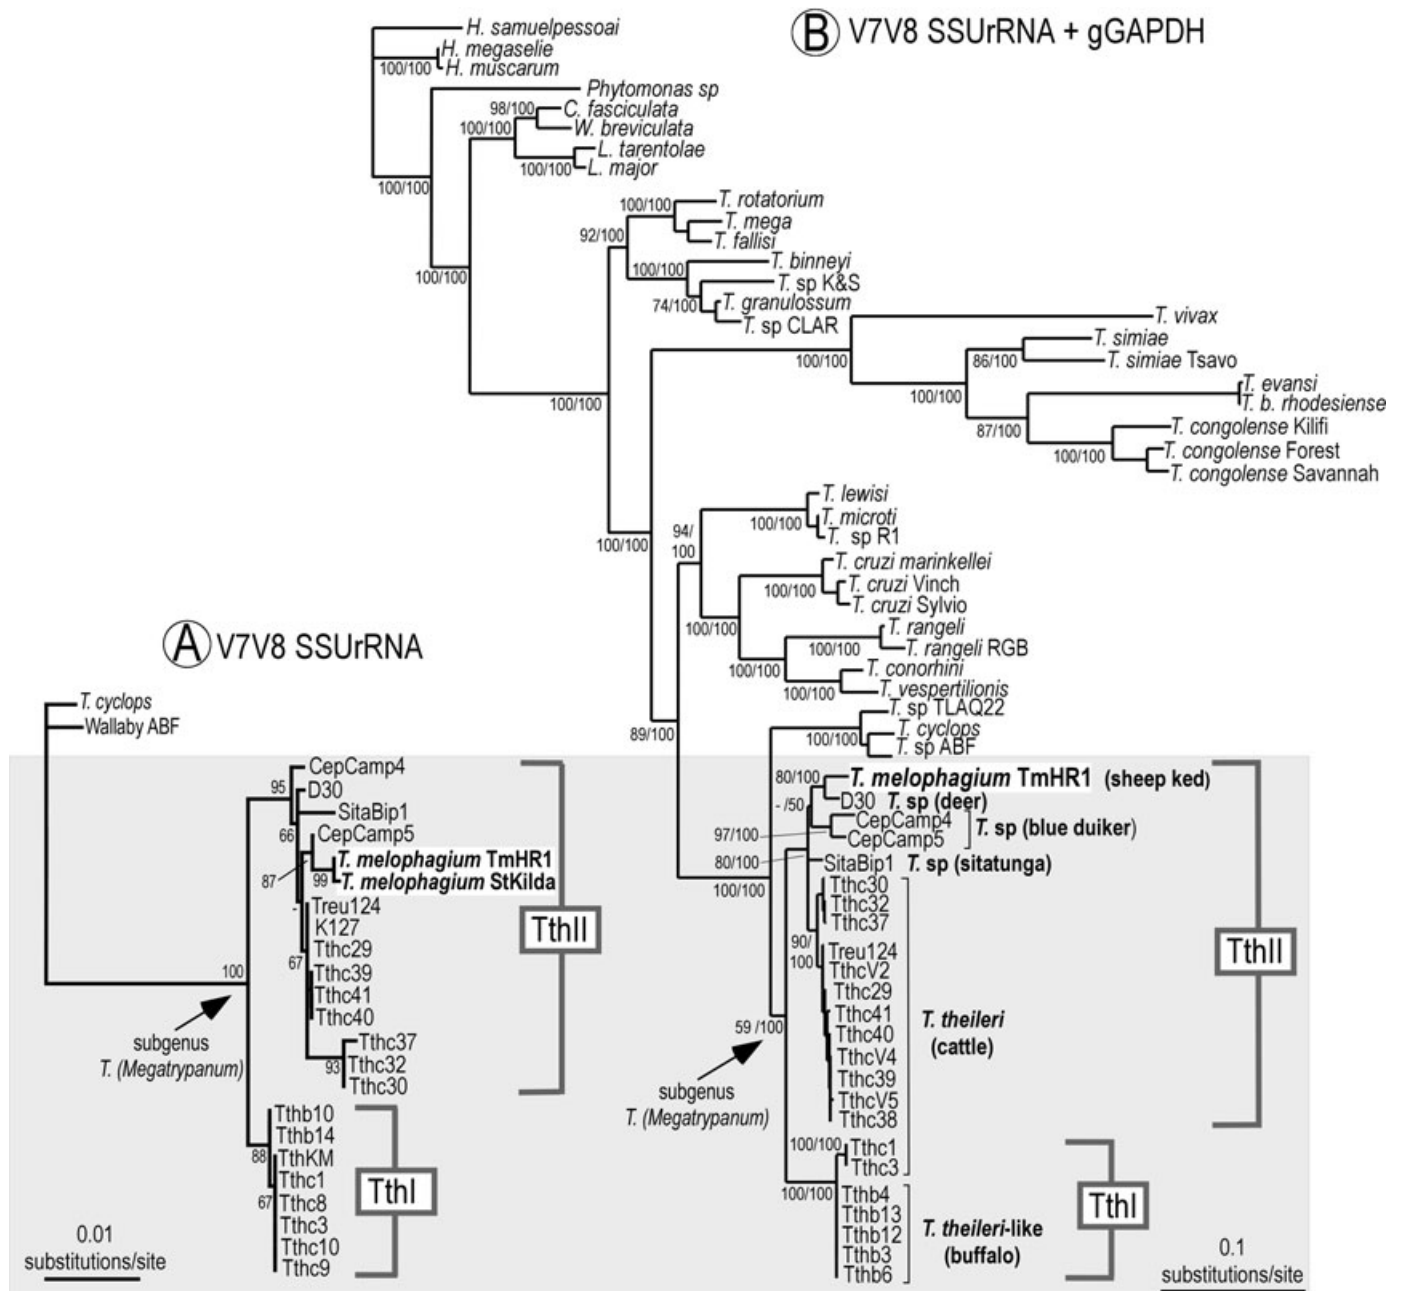 B V7V8 SSUrRNA + gGAPDH
H. samuelpessoai
H. megaselie
100/100
H. muscarum
Phytomonas sp
98/100
C. fasciculata
100/100
W. breviculata
L. tarentolae
100/100
L. major
100/100
100/100
T. rotatorium
T. mega
92/100
T. fallisi
100/100
T. binneyi
100/100
T. sp K&S
74/100
T. granulossum
T. sp CLAR
T. vivax
100/100
T. simiae
86/100
T. simiae Tsavo
T. evansi
100/100
T. b. rhodesiense
100/100
87/100
T. congolense Kilifi
100/100
T. congolense Forest
T. congolense Savannah
T. lewisi
100/100
T. microti
94/
100
T. sp R1
100/100
T. cruzi marinkellei
100/100
T. cruzi Vinch
T. cruzi Sylvio
100/100
T. rangeli
100/100
T. rangeli RGB
100/100
T. conorhini
100/100
T. vespertilionis
T. sp TLAQ22
89/100
T. cyclops
100/100
T. sp ABF
80/100
T. melophagium TmHR1 (sheep ked)
- /50
D30 T. sp (deer)
CepCamp4
97/100
CepCamp5
T. sp (blue duiker)
80/100
SitaBip1 T. sp (sitatunga)
100/100
Tthc30
Tthc32
Tthc37
90/
100
Treu124
TthcV2
Tthc29
Tthc41
Tthc40
TthcV4
Tthc39
TthcV5
Tthc38
T. theileri
(cattle)
TthII
59 /100
subgenus
T. (Megatrypanum)
100/100
Tthc1
Tthc3
100/100
Tthb4
Tthb13
Tthb12
Tthb3
Tthb6
T. theileri-like
(buffalo)
TthI
0.1
substitutions/site
A V7V8 SSUrRNA
T. cyclops
Wallaby ABF
CepCamp4
95
D30
SitaBip1
66
CepCamp5
T. melophagium TmHR1
87
99
T. melophagium StKilda
-
Treu124
K127
Tthc29
67
Tthc39
Tthc41
Tthc40
Tthc37
93
Tthc32
Tthc30
TthII
100
subgenus
T. (Megatrypanum)
Tthb10
Tthb14
88
TthKM
Tthc1
67
Tthc8
Tthc3
Tthc10
Tthc9
TthI
0.01
substitutions/site